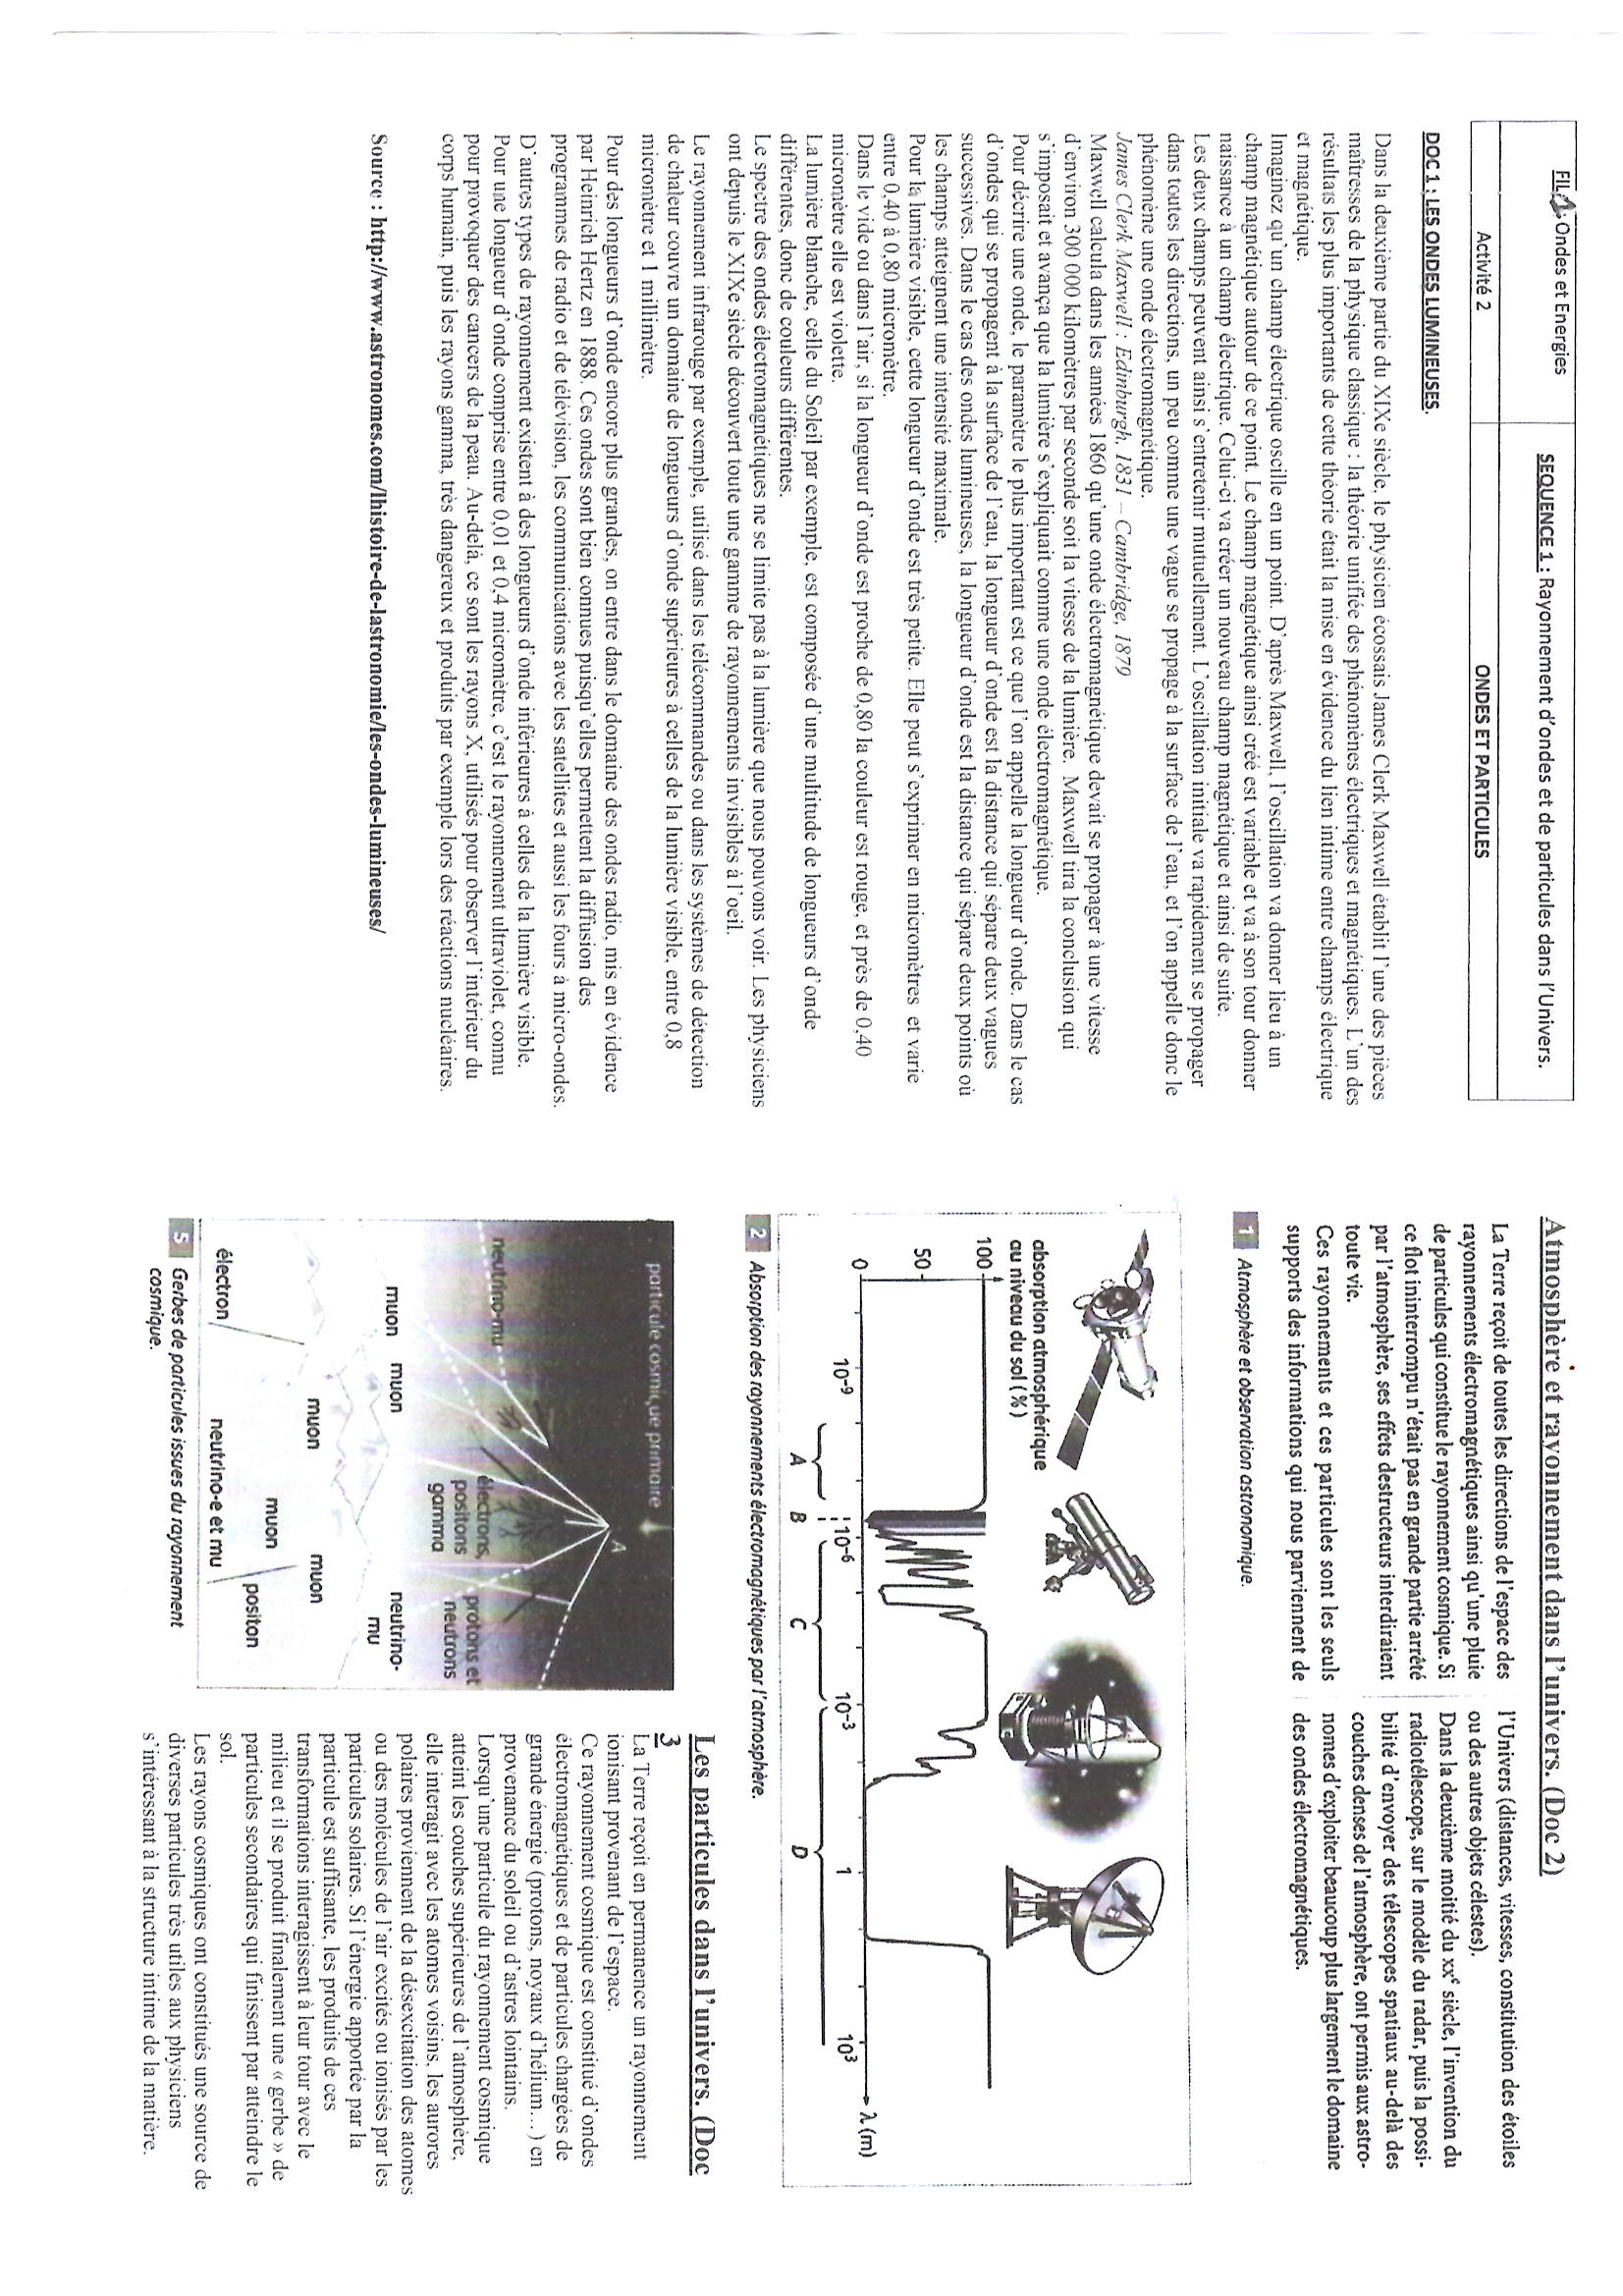 FIL 1: Ondes et Energies
SEQUENCE 1 : Rayonnement d'ondes et de particules dans l'Univers.
Activité 2
ONDES ET PARTICULES
DOC 1 : LES ONDES LUMINEUSES.
Dans la deuxième partie du XIXe siècle, le physicien écossais James Clerk Maxwell établit l'une des pièces
maîtresses de la physique classique : la théorie unifiée des phénomènes électriques et magnétiques. L'un des
résultats les plus importants de cette théorie était la mise en évidence du lien intime entre champs électrique
et magnétique.
Imaginez qu'un champ électrique oscille en un point. D'après Maxwell, l'oscillation va donner lieu à un
champ magnétique autour de ce point. Le champ magnétique ainsi créé est variable et va à son tour donner
naissance à un champ électrique. Celui-ci va créer un nouveau champ magnétique et ainsi de suite.
Les deux champs peuvent ainsi s'entretenir mutuellement. L'oscillation initiale va rapidement se propager
dans toutes les directions, un peu comme une vague se propage à la surface de l'eau, et l'on appelle donc le
phénomène une onde électromagnétique.
James Clerk Maxwell : Edinburgh, 1831 – Cambridge, 1879
Maxwell calcula dans les années 1860 qu'une onde électromagnétique devait se propager à une vitesse
d'environ 300 000 kilomètres par seconde soit la vitesse de la lumière. Maxwell tira la conclusion qui
s'imposait et avança que la lumière s'expliquait comme une onde électromagnétique.
Pour décrire une onde, le paramètre le plus important est ce que l'on appelle la longueur d'onde. Dans le cas
d'ondes qui se propagent à la surface de l'eau, la longueur d'onde est la distance qui sépare deux vagues
successives. Dans le cas des ondes lumineuses, la longueur d'onde est la distance qui sépare deux points où
les champs atteignent une intensité maximale.
Pour la lumière visible, cette longueur d'onde est très petite. Elle peut s'exprimer en micromètres et varie
entre 0,40 à 0,80 micromètre.
Dans le vide ou dans l'air, si la longueur d'onde est proche de 0,80 la couleur est rouge, et près de 0,40
micromètre elle est violette.
La lumière blanche, celle du Soleil par exemple, est composée d'une multitude de longueurs d'onde
différentes, donc de couleurs différentes.
Le spectre des ondes électromagnétiques ne se limite pas à la lumière que nous pouvons voir. Les physiciens
ont depuis le XIXe siècle découvert toute une gamme de rayonnements invisibles à l'oeil.
Le rayonnement infrarouge par exemple, utilisé dans les télécommandes ou dans les systèmes de détection
de chaleur couvre un domaine de longueurs d'onde supérieures à celles de la lumière visible, entre 0,8
micromètre et 1 millimètre.
Pour des longueurs d'onde encore plus grandes, on entre dans le domaine des ondes radio, mis en évidence
par Heinrich Hertz en 1888. Ces ondes sont bien connues puisqu'elles permettent la diffusion des
programmes de radio et de télévision, les communications avec les satellites et aussi les fours à micro-ondes.
D'autres types de rayonnement existent à des longueurs d'onde inférieures à celles de la lumière visible.
Pour une longueur d'onde comprise entre 0,01 et 0,4 micromètre, c'est le rayonnement ultraviolet, connu
pour provoquer des cancers de la peau. Au-delà, ce sont les rayons X, utilisés pour observer l'intérieur du
corps humain, puis les rayons gamma, très dangereux et produits par exemple lors des réactions nucléaires.
Source : http://www.astronomes.com/lhistoire-de-lastronomie/les-ondes-lumineuses/
Atmosphère et rayonnement dans l'univers. (Doc 2)
La Terre reçoit de toutes les directions de l'espace des
rayonnements électromagnétiques ainsi qu'une pluie
de particules qui constitue le rayonnement cosmique. Si
ce flot ininterrompu n'était pas en grande partie arrêté
par l'atmosphère, ses effets destructeurs interdiraient
toute vie.
Ces rayonnements et ces particules sont les seuls
supports des informations qui nous parviennent de
l'Univers (distances, vitesses, constitution des étoiles
ou des autres objets célestes).
Dans la deuxième moitié du XXe siècle, l'invention du
radiotélescope, sur le modèle du radar, puis la possi-
bilité d'envoyer des télescopes spatiaux au-delà des
couches denses de l'atmosphère, ont permis aux astro-
nomes d'exploiter beaucoup plus largement le domaine
des ondes électromagnétiques.
1 Atmosphère et observation astronomique.
absorption atmosphérique
au niveau du sol (%)
100
50
0
10⁻⁹ 10⁻⁶ 10⁻³ 1 10³ λ (m)
A B C D
2 Absorption des rayonnements électromagnétiques par l'atmosphère.
particule cosmique primaire
A
neutrino-mu
électrons,
positons
gamma
protons et
neutrons
muon
muon
neutrino-
mu
muon
muon
muon
positon
électron
neutrino-e et mu
5 Gerbes de particules issues du rayonnement
cosmique.
Les particules dans l'univers. (Doc
3
La Terre reçoit en permanence un rayonnement
ionisant provenant de l'espace.
Ce rayonnement cosmique est constitué d'ondes
électromagnétiques et de particules chargées de
grande énergie (protons, noyaux d'hélium…) en
provenance du soleil ou d'astres lointains.
Lorsqu'une particule du rayonnement cosmique
atteint les couches supérieures de l'atmosphère,
elle interagit avec les atomes voisins, les aurores
polaires proviennent de la désexcitation des atomes
ou des molécules de l'air excités ou ionisés par les
particules solaires. Si l'énergie apportée par la
particule est suffisante, les produits de ces
transformations interagissent à leur tour avec le
milieu et il se produit finalement une « gerbe » de
particules secondaires qui finissent par atteindre le
sol.
Les rayons cosmiques ont constitués une source de
diverses particules très utiles aux physiciens
s'intéressant à la structure intime de la matière.